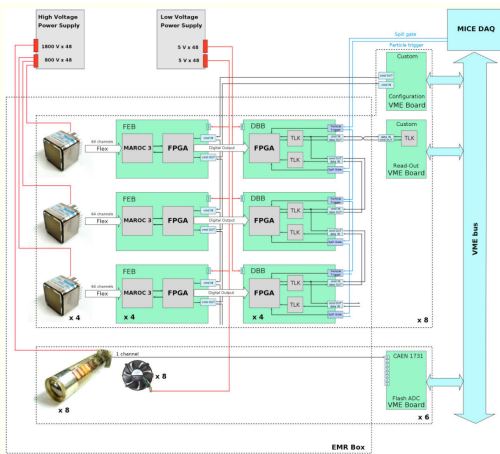 High Voltage
Power Supply
1800 V x 48
800 V x 48
Low Voltage
Power Supply
5 V x 48
5 V x 48
Spill gate
Particle trigger
MICE DAQ
Custom
Configuration
VME Board
Custom
TLK
Read-Out
VME Board
VME bus
FEB
64 channels
Flex
MAROC 3
FPGA
Digital Output
DBB
FPGA
TLK
TLK
FEB
64 channels
Flex
MAROC 3
FPGA
Digital Output
DBB
FPGA
TLK
TLK
FEB
64 channels
Flex
MAROC 3
FPGA
Digital Output
DBB
FPGA
TLK
TLK
x 4
x 4
x 4
x 8
1 channel
x 8
x 8
CAEN 1731
Flash ADC
VME Board
x 6
EMR Box